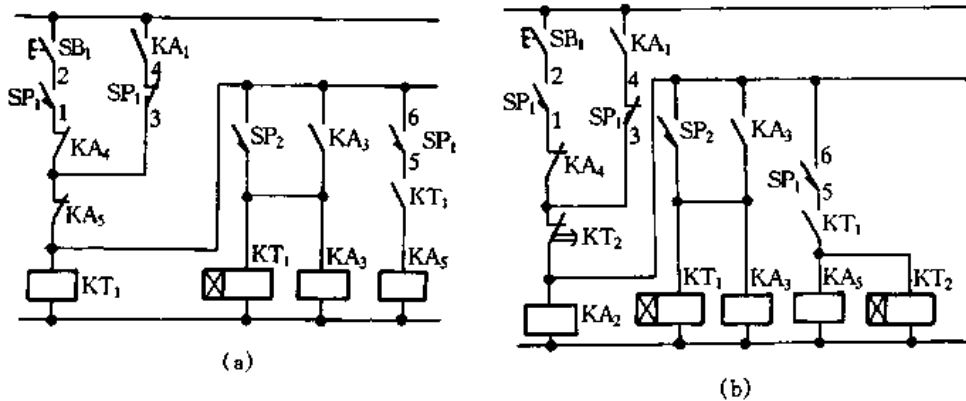 SB₁
KA₁
2
4
SP₁
SP₁
1
3
KA₄
KA₅
SP₂
KA₃
6
SP₁
5
KT₁
KT₁
KT₁
KA₃
KA₅
(a)
SB₁
KA₁
2
4
SP₁
SP₁
1
3
KA₄
KT₂
SP₂
KA₃
6
SP₁
5
KT₁
KA₂
KT₁
KA₃
KA₅
KT₂
(b)